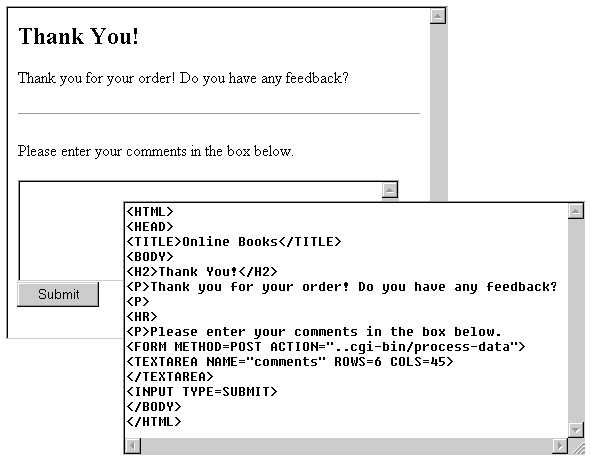 Thank You!
Thank you for your order! Do you have any feedback?
Please enter your comments in the box below.
Submit
<HTML>
<HEAD>
<TITLE>Online Books</TITLE>
<BODY>
<H2>Thank You!</H2>
<P>Thank you for your order! Do you have any feedback?
<P>
<HR>
<P>Please enter your comments in the box below.
<FORM METHOD=POST ACTION="..cgi-bin/process-data">
<TEXTAREA NAME="comments" ROWS=6 COLS=45>
</TEXTAREA>
<INPUT TYPE=SUBMIT>
</BODY>
</HTML>